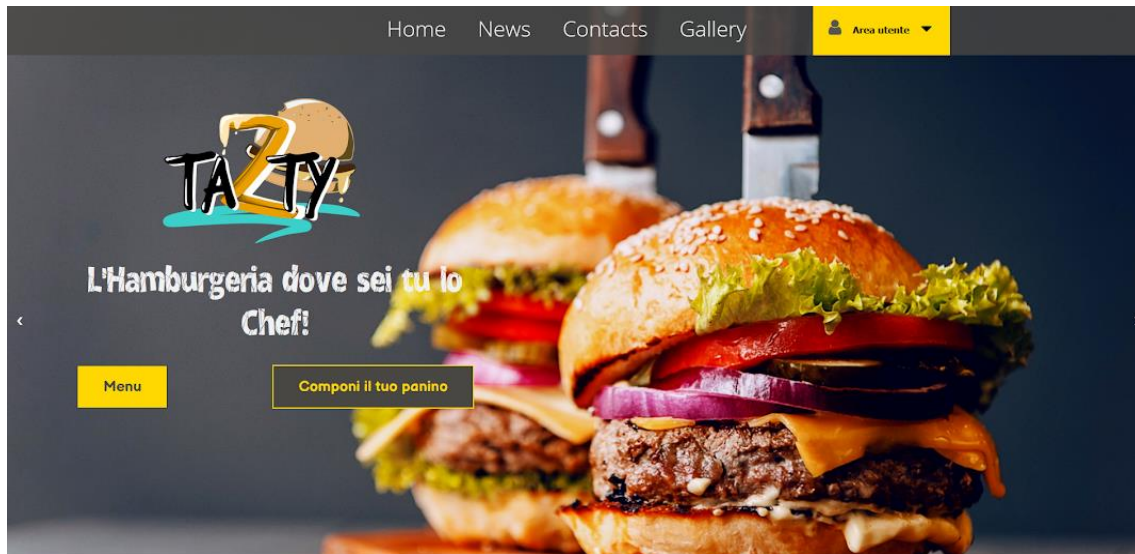 Home News Contacts Gallery Area utente
TAZTY
L'Hamburgeria dove sei tu lo
Chef!
Menu Componi il tuo panino